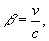 β = v/c,